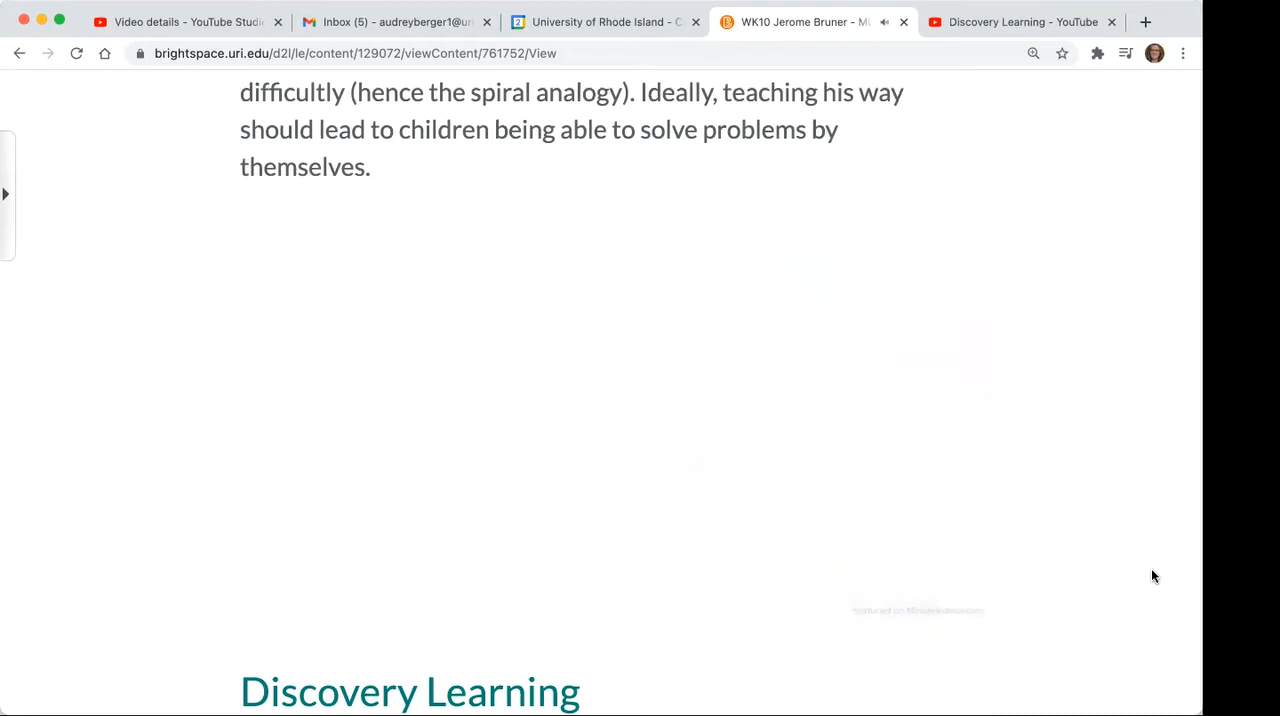 Video details - YouTube Studi
Inbox (5) - audreyberger1@uri
University of Rhode Island - C
WK10 Jerome Bruner - MU
Discovery Learning - YouTube
brightspace.uri.edu/d2l/le/content/129072/viewContent/761752/View
difficultly (hence the spiral analogy). Ideally, teaching his way
should lead to children being able to solve problems by
themselves.
Discovery Learning